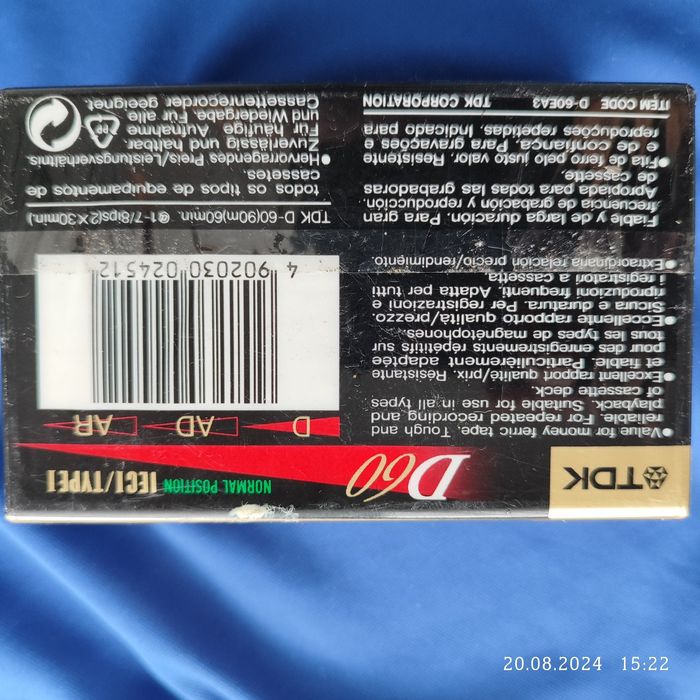 TDK
D60 NORMAL POSITION IECI/TYPE I
•Value for money ferric tape. Tough and
reliable. For repeated recording and
playback. Suitable for use in all types
of cassette deck.
•Excellent rapport qualité/prix. Résistante
et fiable. Particulièrement adaptée
pour des enregistrements répétitifs sur
tous les types de magnétophones.
•Eccellente rapporto qualità/prezzo.
Sicura e duratura. Per registrazioni e
riproduzioni frequenti. Adatta per tutti
i registratori a cassetta.
•Extraordinaria relación precio/rendimiento.
Fiable y de larga duración. Para gran
frecuencia de grabación y reproducción.
Apropiada para todas las grabadoras
de cassette.
•Fita de ferro pelo justo valor. Resistente
e de confiança. Para gravações e
reproduções repetidas. Indicado para
ITEM CODE D-60EA3 TDK CORPORATION
D AD AR
4 902030 024512
TDK D-60(90m)60min. 1-7/8ips(2×30min.)
todos os tipos de equipamentos de
cassetes.
•Hervorragendes Preis/Leistungsverhältnis.
Zuverlässig und haltbar.
Für häufige Aufnahme
und Wiedergabe. Für alle
Cassettenrecorder geeignet.
20.08.2024 15:22